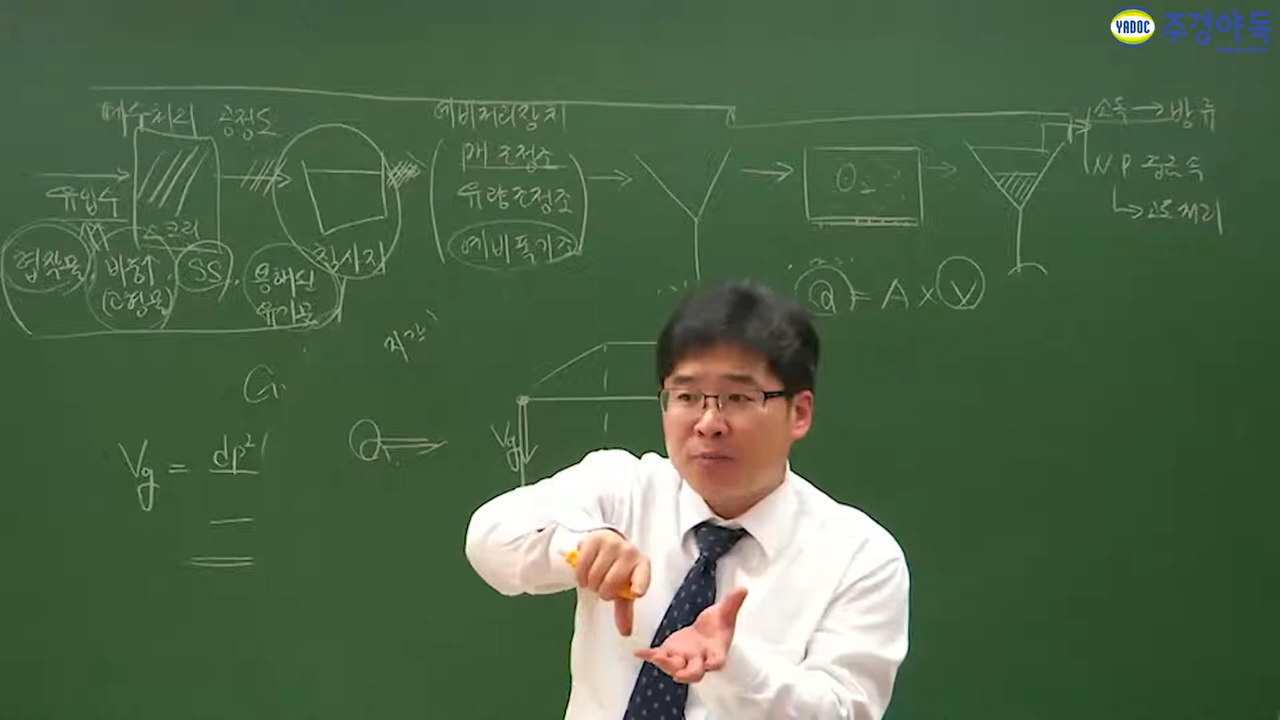 YADOC 주경야독
폐수처리 공정도
예비처리장치
소독 → 방류
pH 조정조
유입수
유량조정조
O₂
N P 중금속
고도처리
스크린
침사지
예비폭기조
협잡물
비중↑
고형물
SS
용해된
유기물
Q = A × V
Vg = dp²
Q
Vg